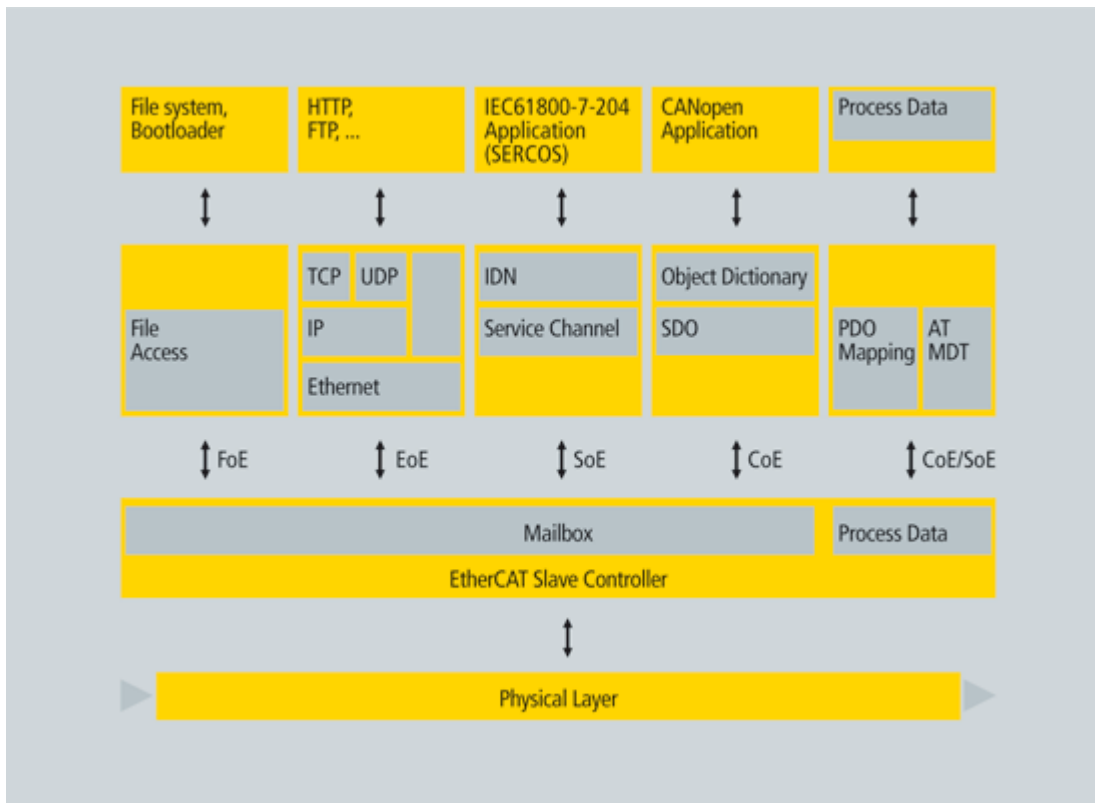 File system,
Bootloader
HTTP,
FTP, ...
IEC61800-7-204
Application
(SERCOS)
CANopen
Application
Process Data
TCP
UDP
IP
Ethernet
IDN
Service Channel
Object Dictionary
SDO
File
Access
PDO
Mapping
AT
MDT
FoE
EoE
SoE
CoE
CoE/SoE
Mailbox
Process Data
EtherCAT Slave Controller
Physical Layer